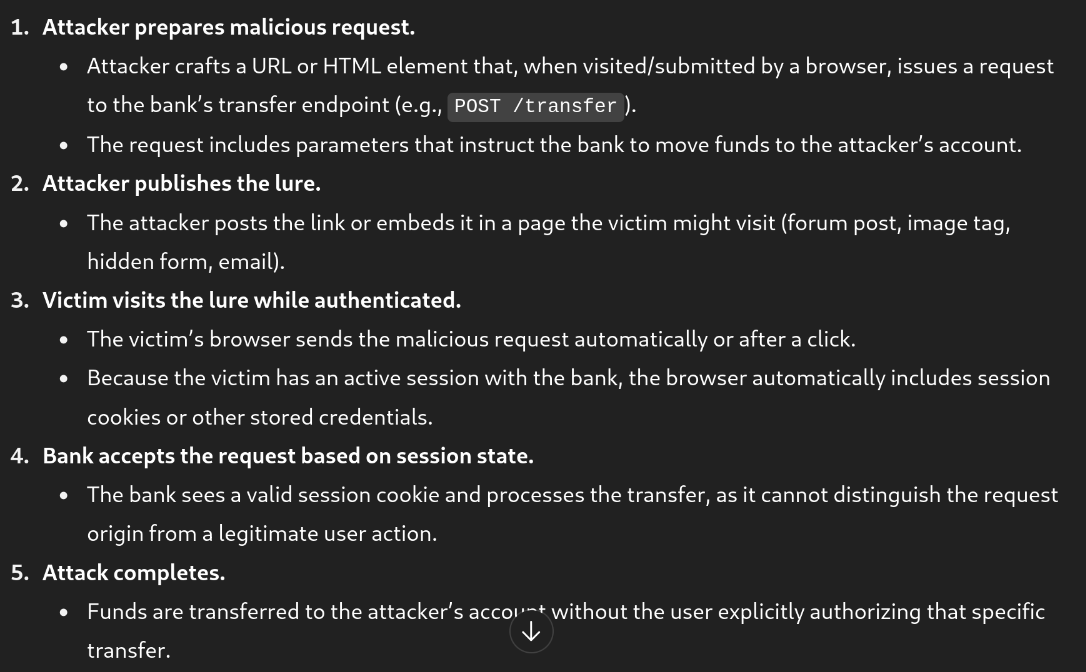 1. Attacker prepares malicious request.
• Attacker crafts a URL or HTML element that, when visited/submitted by a browser, issues a request
to the bank’s transfer endpoint (e.g., POST /transfer ).
• The request includes parameters that instruct the bank to move funds to the attacker’s account.
2. Attacker publishes the lure.
• The attacker posts the link or embeds it in a page the victim might visit (forum post, image tag,
hidden form, email).
3. Victim visits the lure while authenticated.
• The victim’s browser sends the malicious request automatically or after a click.
• Because the victim has an active session with the bank, the browser automatically includes session
cookies or other stored credentials.
4. Bank accepts the request based on session state.
• The bank sees a valid session cookie and processes the transfer, as it cannot distinguish the request
origin from a legitimate user action.
5. Attack completes.
• Funds are transferred to the attacker’s account without the user explicitly authorizing that specific
transfer.